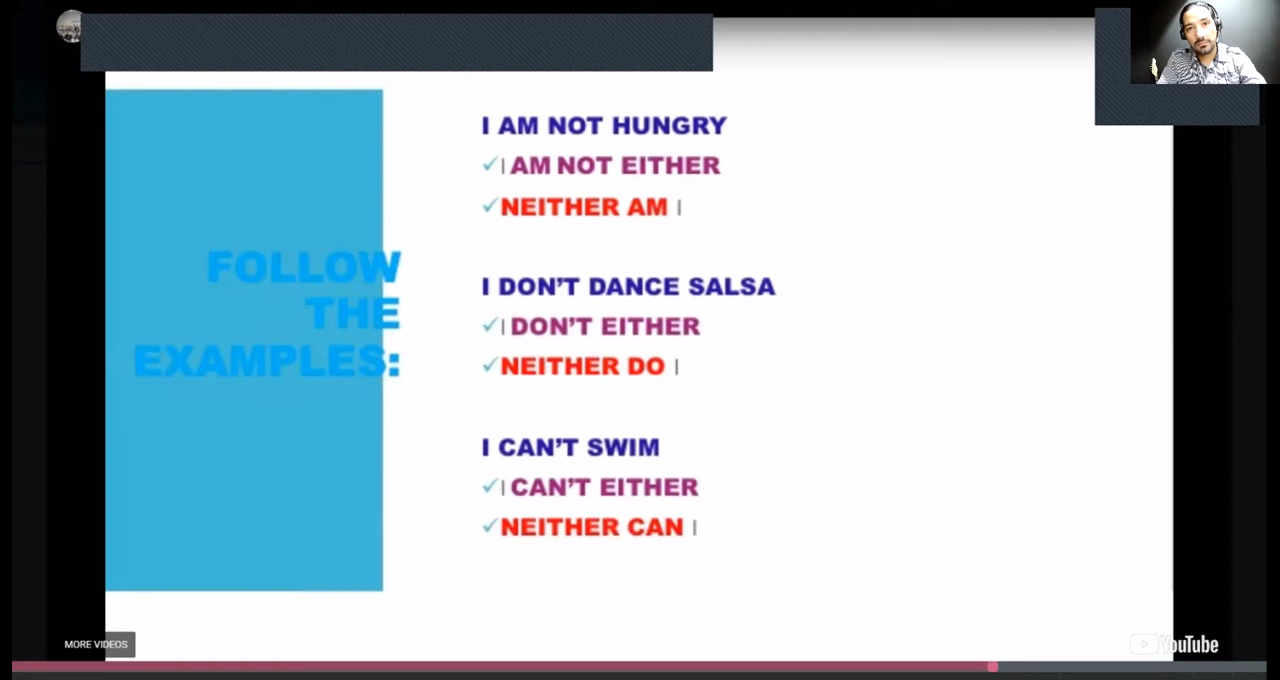 FOLLOW
THE
EXAMPLES:
I AM NOT HUNGRY
✓I AM NOT EITHER
✓NEITHER AM I
I DON'T DANCE SALSA
✓I DON'T EITHER
✓NEITHER DO I
I CAN'T SWIM
✓I CAN'T EITHER
✓NEITHER CAN I
MORE VIDEOS
YouTube